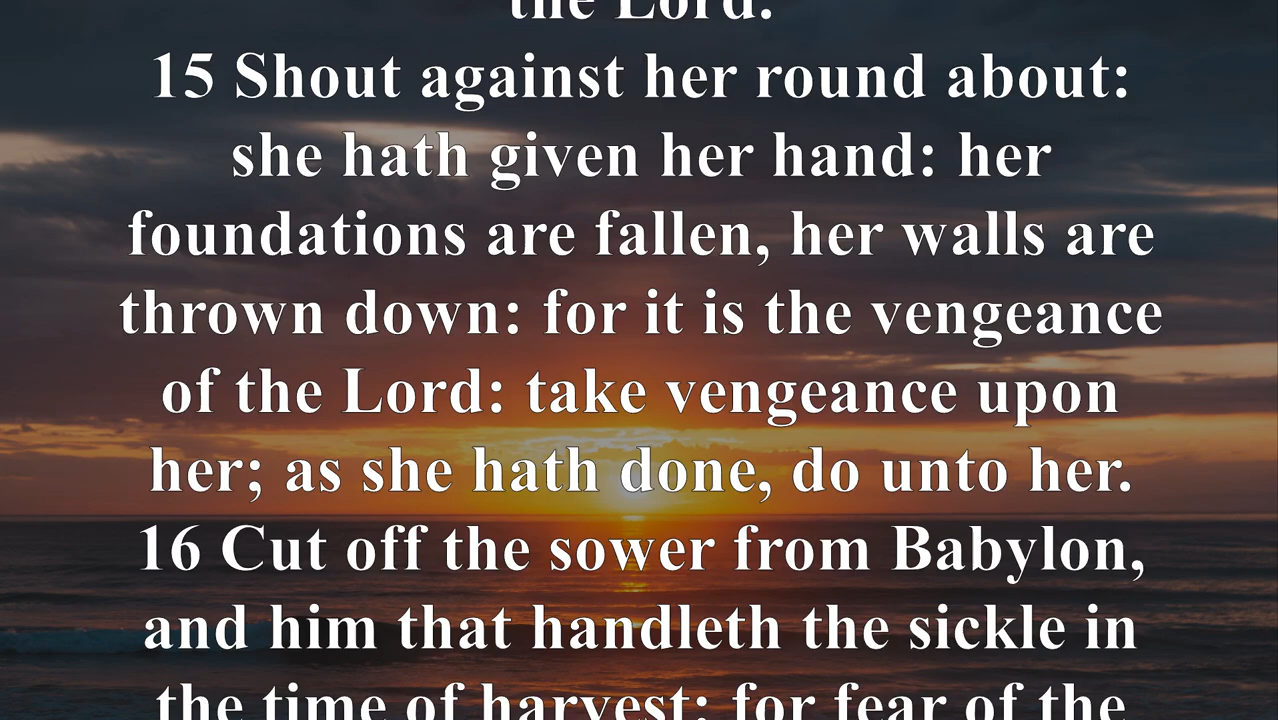 the Lord.
15 Shout against her round about:
she hath given her hand: her
foundations are fallen, her walls are
thrown down: for it is the vengeance
of the Lord: take vengeance upon
her; as she hath done, do unto her.
16 Cut off the sower from Babylon,
and him that handleth the sickle in
the time of harvest: for fear of the